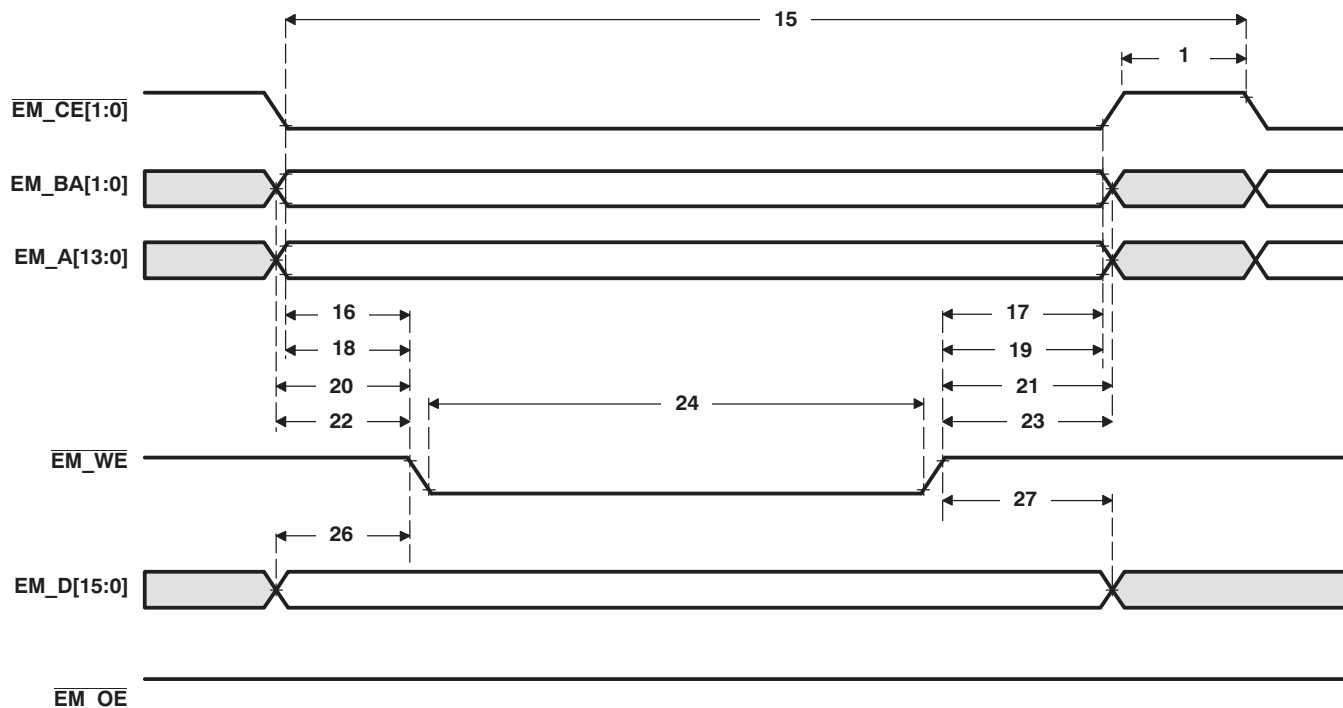 15
1
EM_CE[1:0]
EM_BA[1:0]
EM_A[13:0]
16
17
18
19
20
21
24
22
23
EM_WE
27
26
EM_D[15:0]
EM_OE